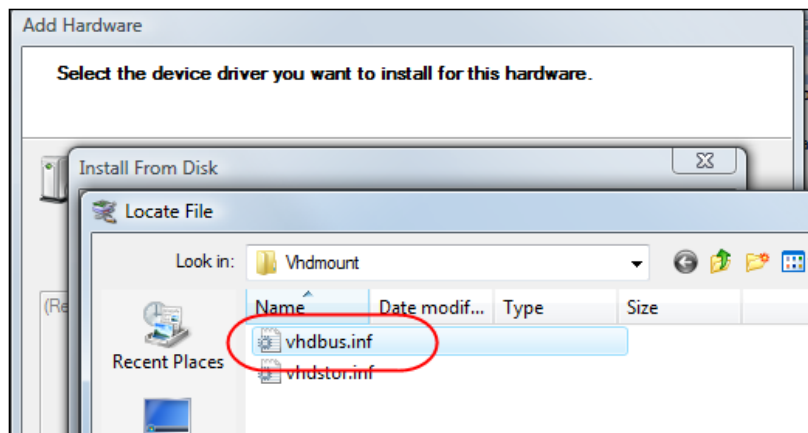 Add Hardware
Select the device driver you want to install for this hardware.
Install From Disk
Locate File
Look in: Vhdmount
(Re
Name Date modif... Type Size
vhdbus.inf
Recent Places
vhdstor.inf